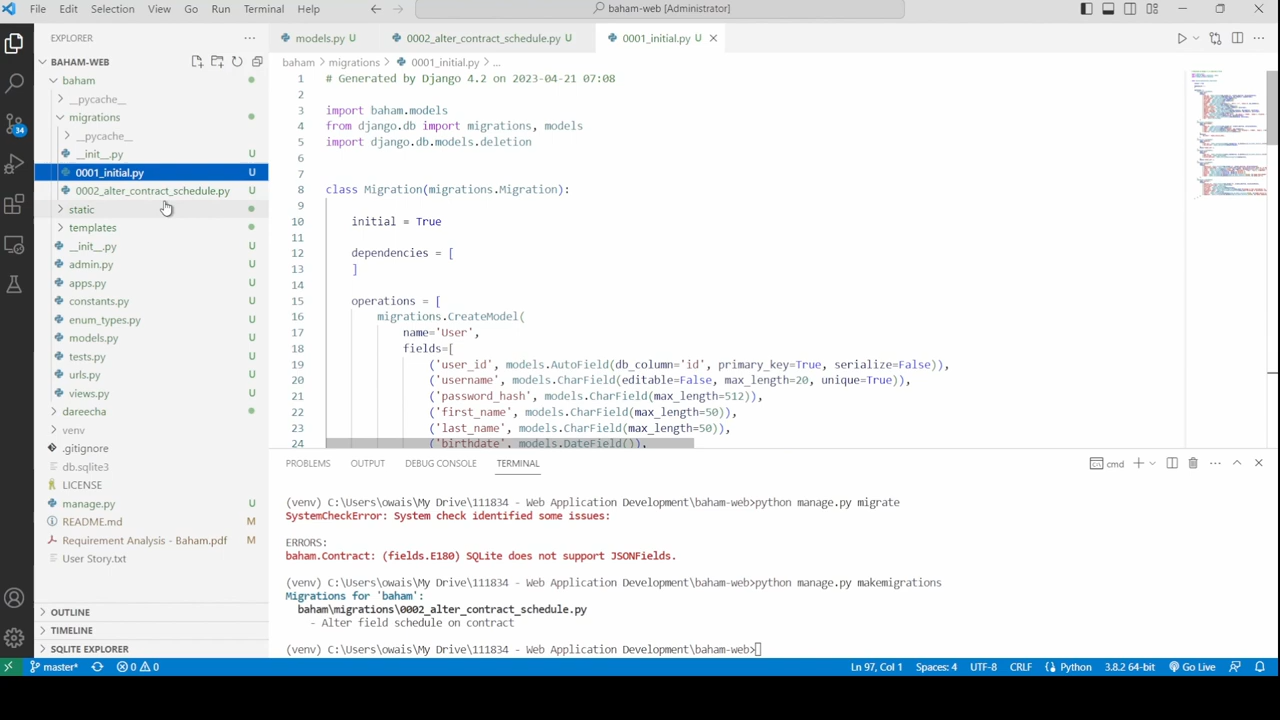 File Edit Selection View Go Run Terminal Help baham-web [Administrator]
EXPLORER
BAHAM-WEB
baham
__pycache__
migrations
__pycache__
__init__.py U
0001_initial.py U
0002_alter_contract_schedule.py U
static
templates
__init__.py U
admin.py U
apps.py U
constants.py U
enum_types.py U
models.py U
tests.py U
urls.py U
views.py U
dareecha
venv
.gitignore
db.sqlite3
LICENSE
manage.py U
README.md M
Requirement Analysis - Baham.pdf M
User Story.txt
OUTLINE
TIMELINE
SQLITE EXPLORER
34
models.py U 0002_alter_contract_schedule.py U 0001_initial.py U
baham > migrations > 0001_initial.py > ...
1 # Generated by Django 4.2 on 2023-04-21 07:08
2
3 import baham.models
4 from django.db import migrations, models
5 import django.db.models.deletion
6
7
8 class Migration(migrations.Migration):
9
10 initial = True
11
12 dependencies = [
13 ]
14
15 operations = [
16 migrations.CreateModel(
17 name='User',
18 fields=[
19 ('user_id', models.AutoField(db_column='id', primary_key=True, serialize=False)),
20 ('username', models.CharField(editable=False, max_length=20, unique=True)),
21 ('password_hash', models.CharField(max_length=512)),
22 ('first_name', models.CharField(max_length=50)),
23 ('last_name', models.CharField(max_length=50)),
24 ('birthdate', models.DateField()),
PROBLEMS OUTPUT DEBUG CONSOLE TERMINAL cmd
(venv) C:\Users\owais\My Drive\111834 - Web Application Development\baham-web>python manage.py migrate
SystemCheckError: System check identified some issues:
ERRORS:
baham.Contract: (fields.E180) SQLite does not support JSONFields.
(venv) C:\Users\owais\My Drive\111834 - Web Application Development\baham-web>python manage.py makemigrations
Migrations for 'baham':
baham\migrations\0002_alter_contract_schedule.py
- Alter field schedule on contract
(venv) C:\Users\owais\My Drive\111834 - Web Application Development\baham-web>
master* 0 0 Ln 97, Col 1 Spaces: 4 UTF-8 CRLF Python 3.8.2 64-bit Go Live